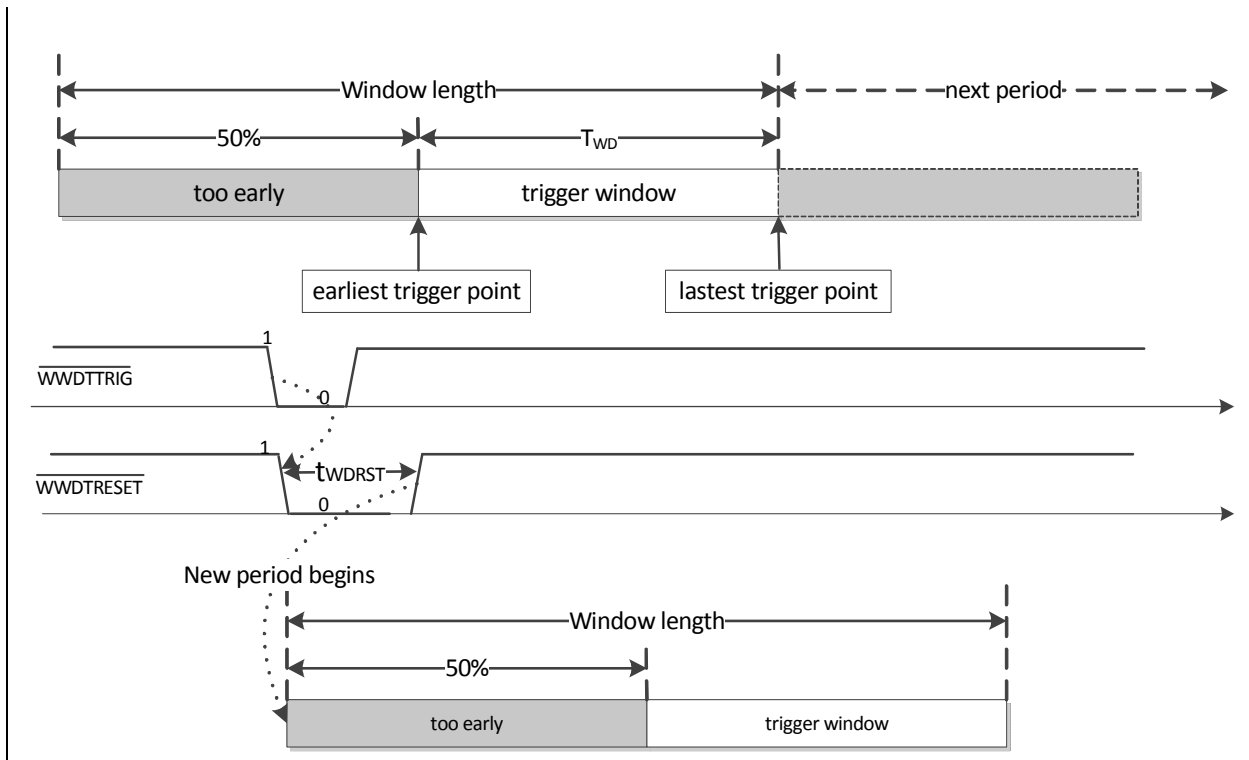 Window length
next period
50%
TWD
too early
trigger window
earliest trigger point
lastest trigger point
1
WWDTTRIG
0
1
tWDRST
WWDTRESET
0
New period begins
Window length
50%
too early
trigger window